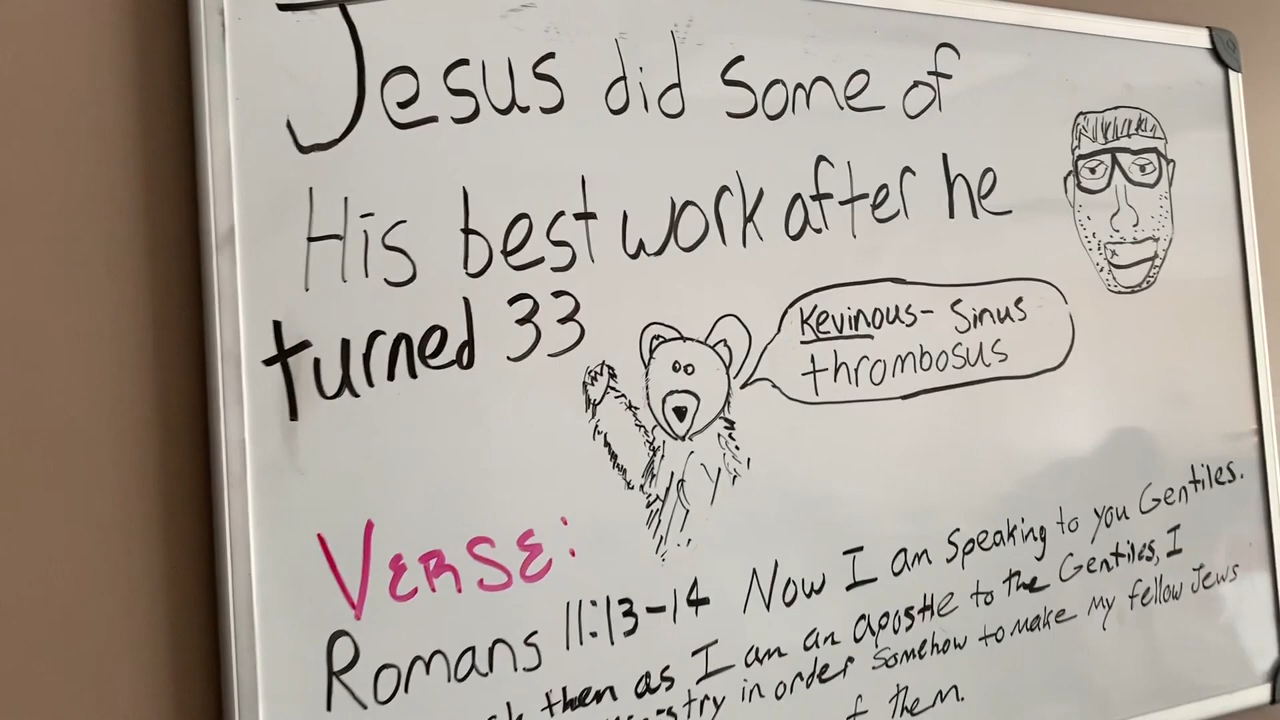 Jesus did some of
His best work after he
turned 33
Kevinous- Sinus
thrombosus
VERSE:
Romans 11:13-14 Now I am speaking to you Gentiles.
then as I am an apostle to the Gentiles, I
in order somehow to make my fellow Jews
them.